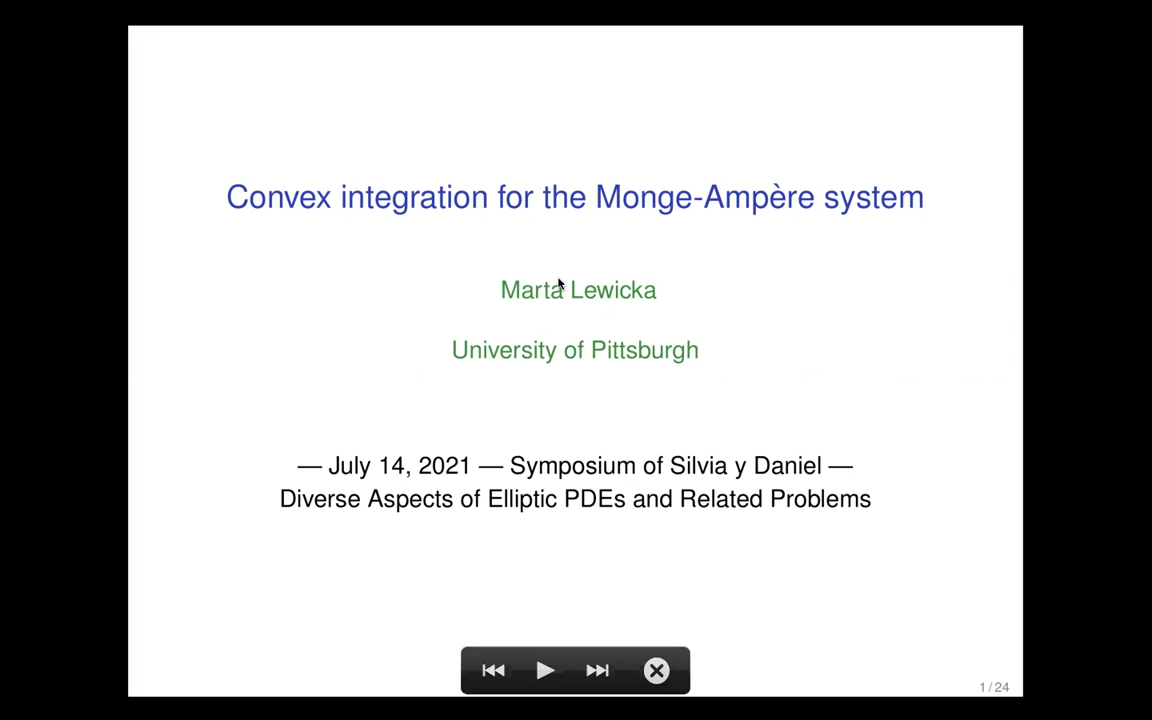 Convex integration for the Monge-Ampère system
Marta Lewicka
University of Pittsburgh
— July 14, 2021 — Symposium of Silvia y Daniel —
Diverse Aspects of Elliptic PDEs and Related Problems
1 / 24